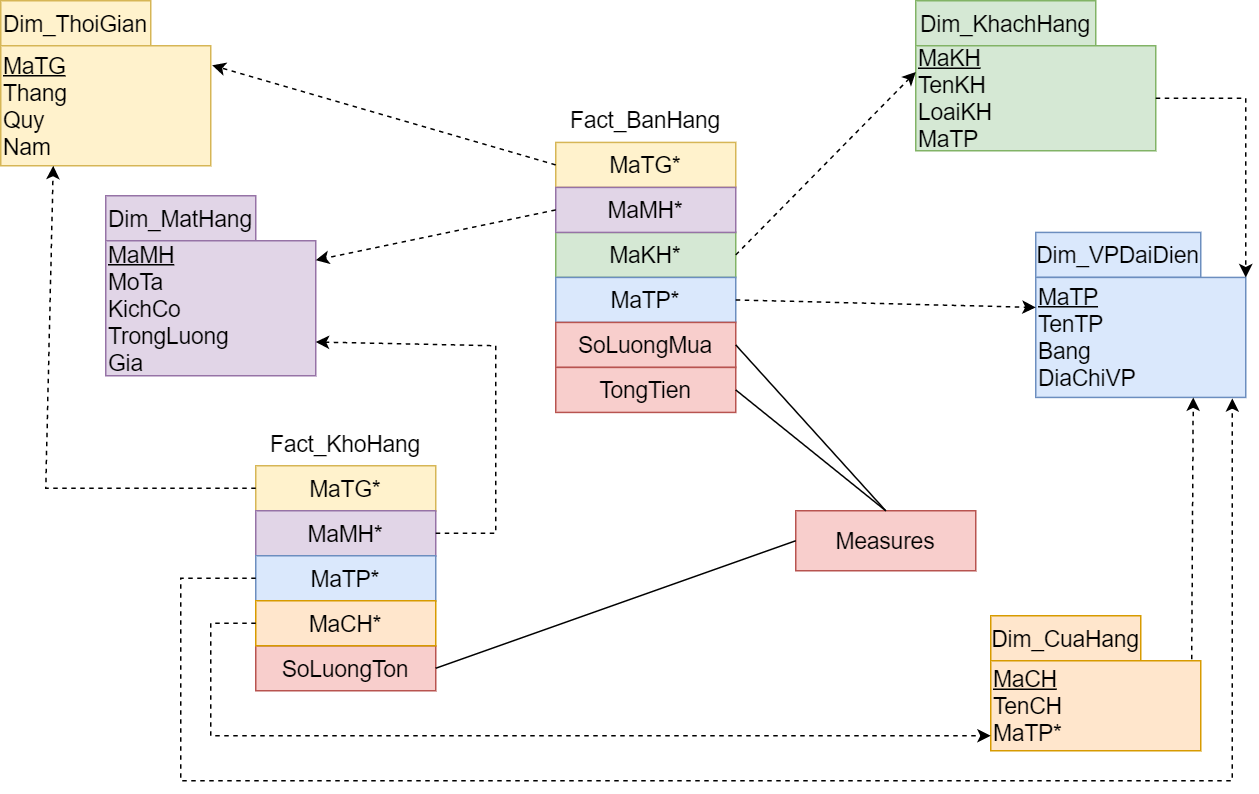 Dim_ThoiGian
MaTG
Thang
Quy
Nam
Dim_MatHang
MaMH
MoTa
KichCo
TrongLuong
Gia
Fact_BanHang
MaTG*
MaMH*
MaKH*
MaTP*
SoLuongMua
TongTien
Dim_KhachHang
MaKH
TenKH
LoaiKH
MaTP
Dim_VPDaiDien
MaTP
TenTP
Bang
DiaChiVP
Fact_KhoHang
MaTG*
MaMH*
MaTP*
MaCH*
SoLuongTon
Measures
Dim_CuaHang
MaCH
TenCH
MaTP*